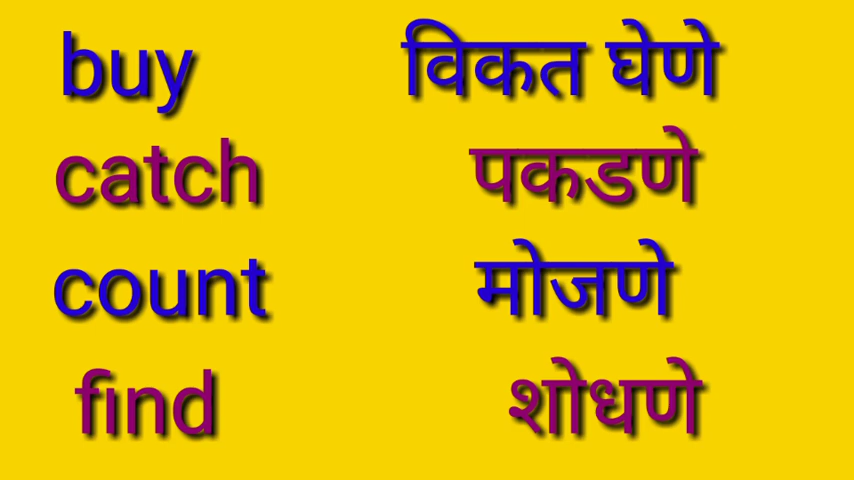 buy विकत घेणे
catch पकडणे
count मोजणे
find शोधणे